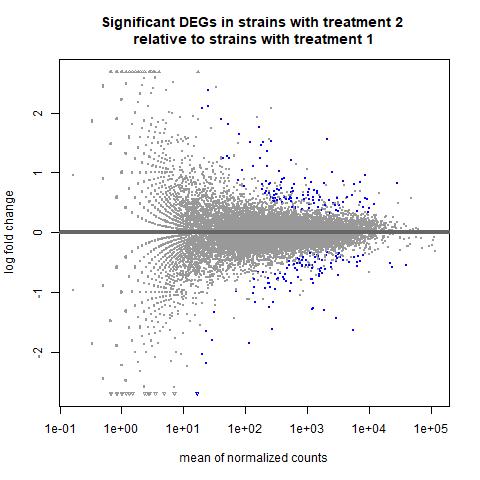 Significant DEGs in strains with treatment 2
relative to strains with treatment 1
log fold change
2
1
0
-1
-2
1e-01 1e+00 1e+01 1e+02 1e+03 1e+04 1e+05
mean of normalized counts